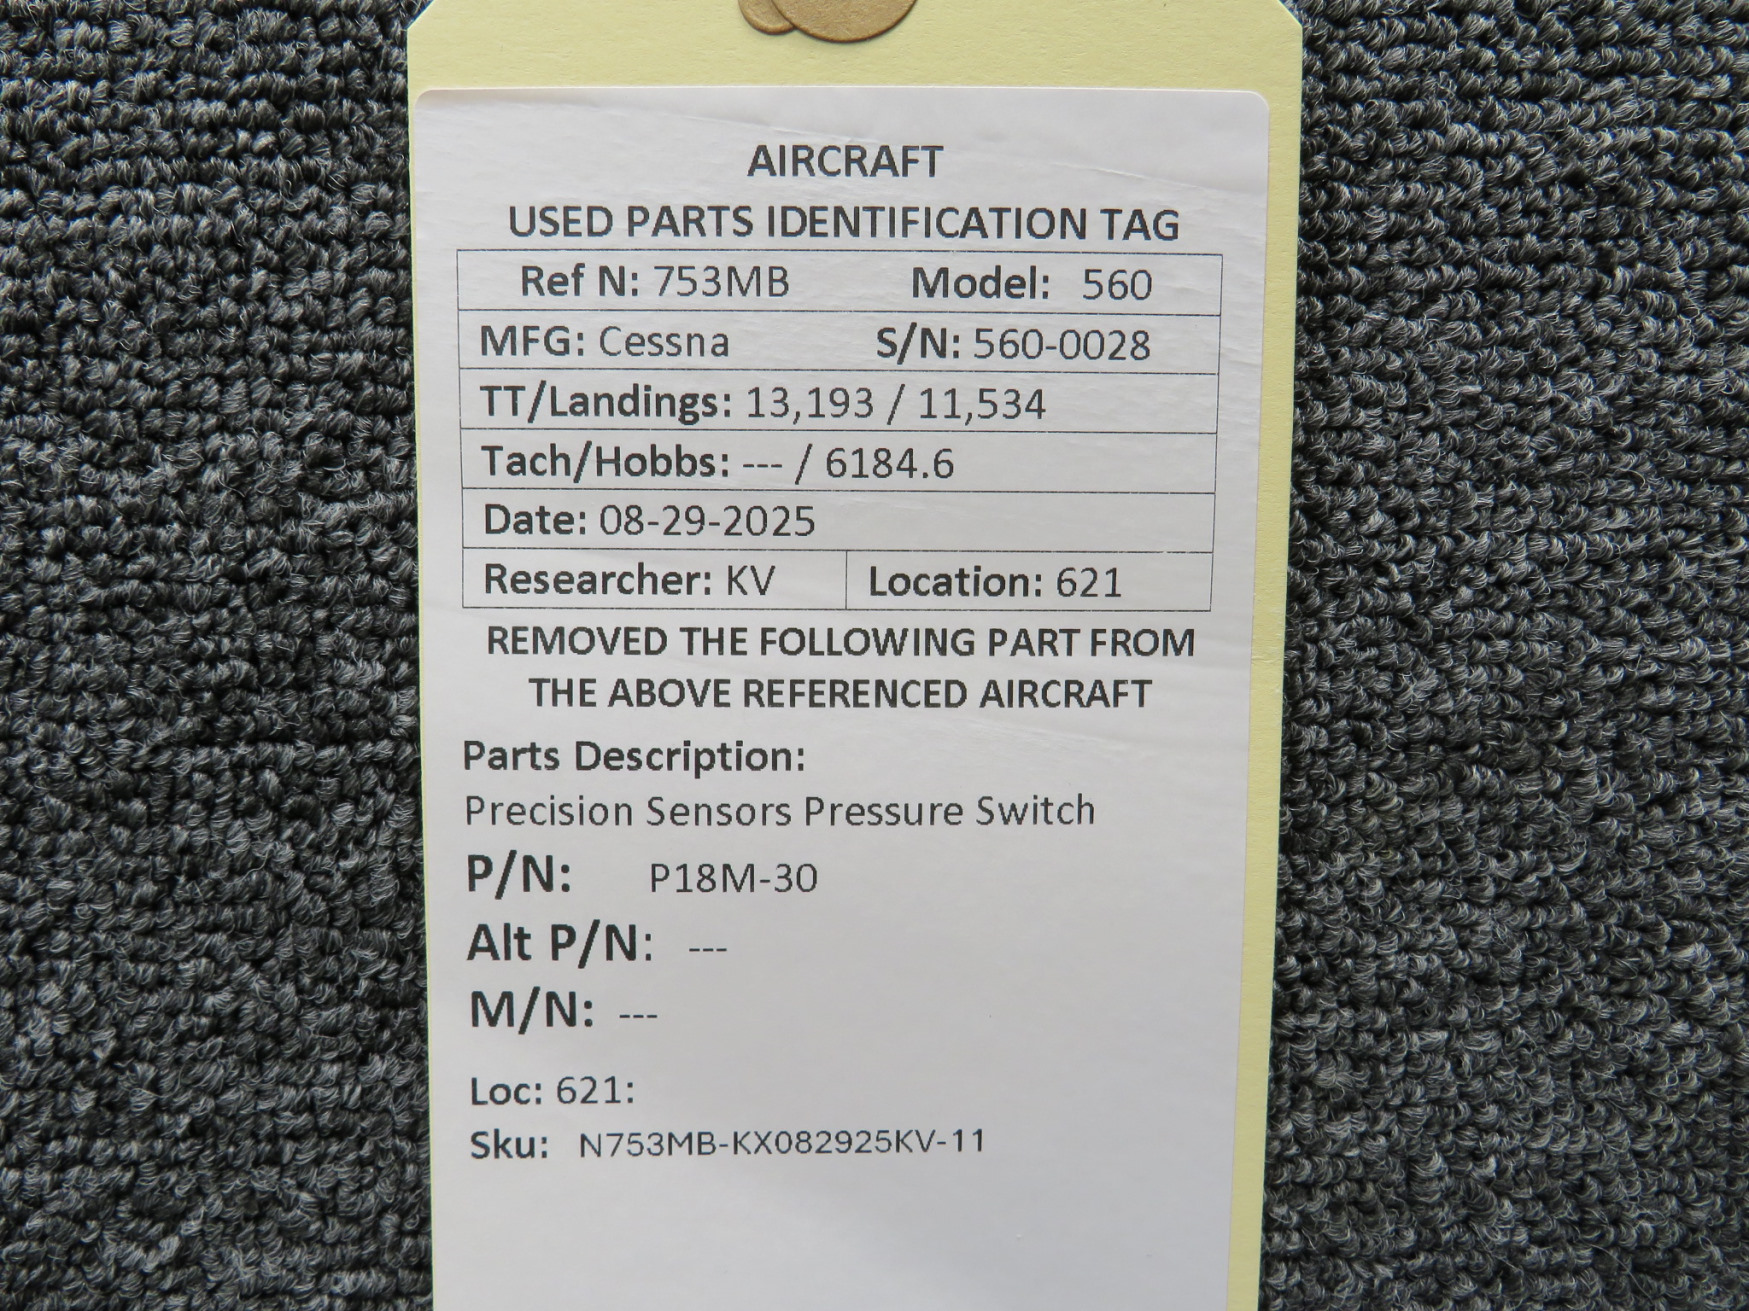 AIRCRAFT
USED PARTS IDENTIFICATION TAG
Ref N: 753MB Model: 560
MFG: Cessna S/N: 560-0028
TT/Landings: 13,193 / 11,534
Tach/Hobbs: --- / 6184.6
Date: 08-29-2025
Researcher: KV Location: 621
REMOVED THE FOLLOWING PART FROM
THE ABOVE REFERENCED AIRCRAFT
Parts Description:
Precision Sensors Pressure Switch
P/N: P18M-30
Alt P/N: ---
M/N: ---
Loc: 621:
Sku: N753MB-KX082925KV-11